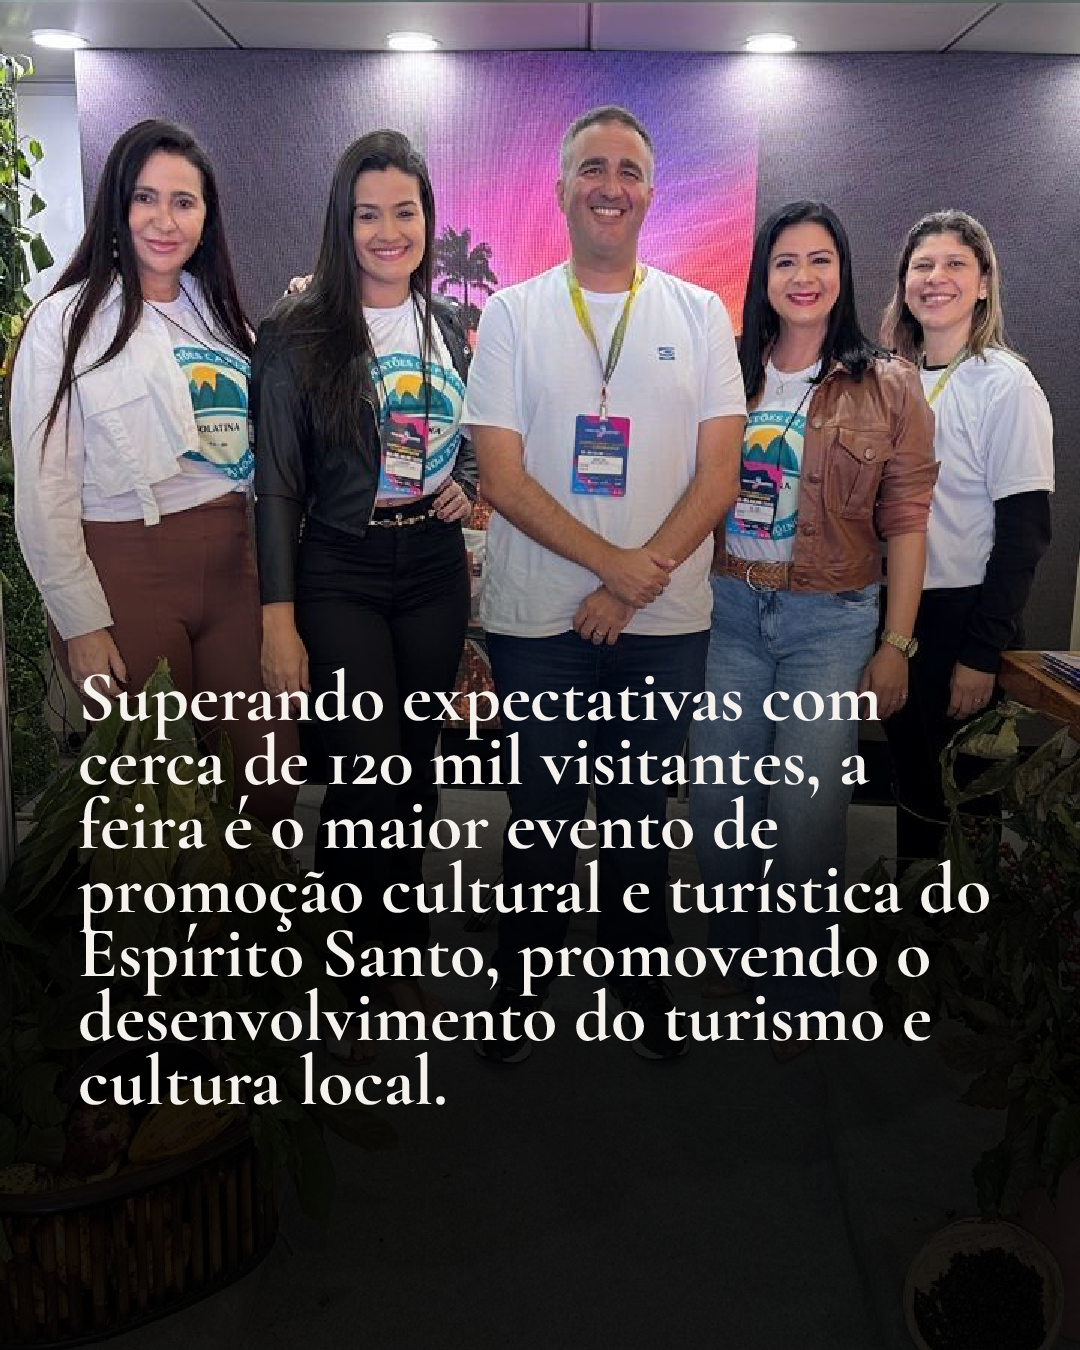 OLATINA
Superando expectativas com
cerca de 120 mil visitantes, a
feira é o maior evento de
promoção cultural e turística do
Espírito Santo, promovendo o
desenvolvimento do turismo e
cultura local.